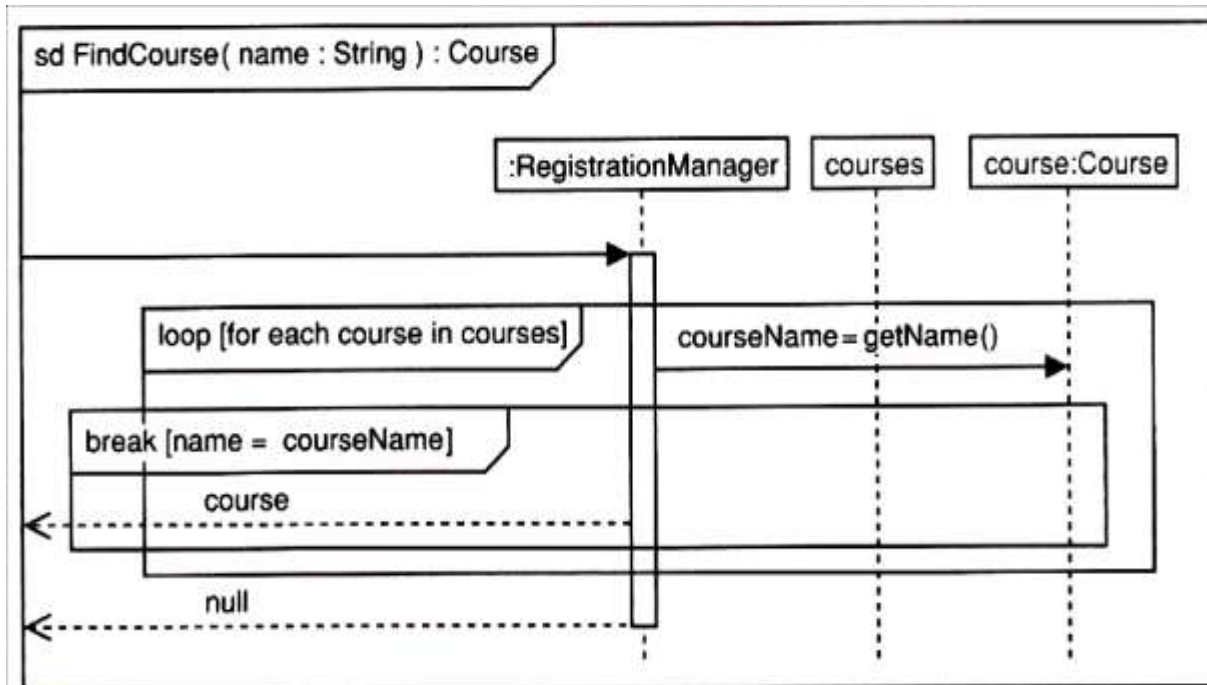 sd FindCourse( name : String ) : Course
:RegistrationManager
courses
course:Course
loop [for each course in courses]
courseName = getName()
break [name = courseName]
course
null